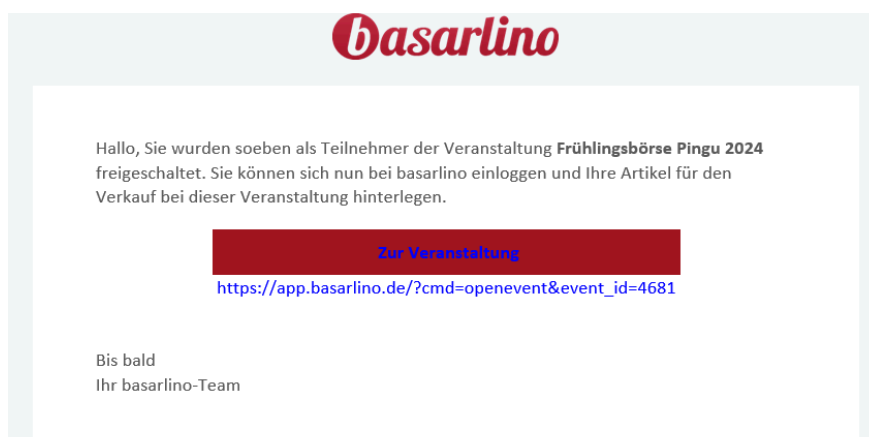 basarlino
Hallo, Sie wurden soeben als Teilnehmer der Veranstaltung Frühlingsbörse Pingu 2024
freigeschaltet. Sie können sich nun bei basarlino einloggen und Ihre Artikel für den
Verkauf bei dieser Veranstaltung hinterlegen.
Zur Veranstaltung
https://app.basarlino.de/?cmd=openevent&event_id=4681
Bis bald
Ihr basarlino-Team